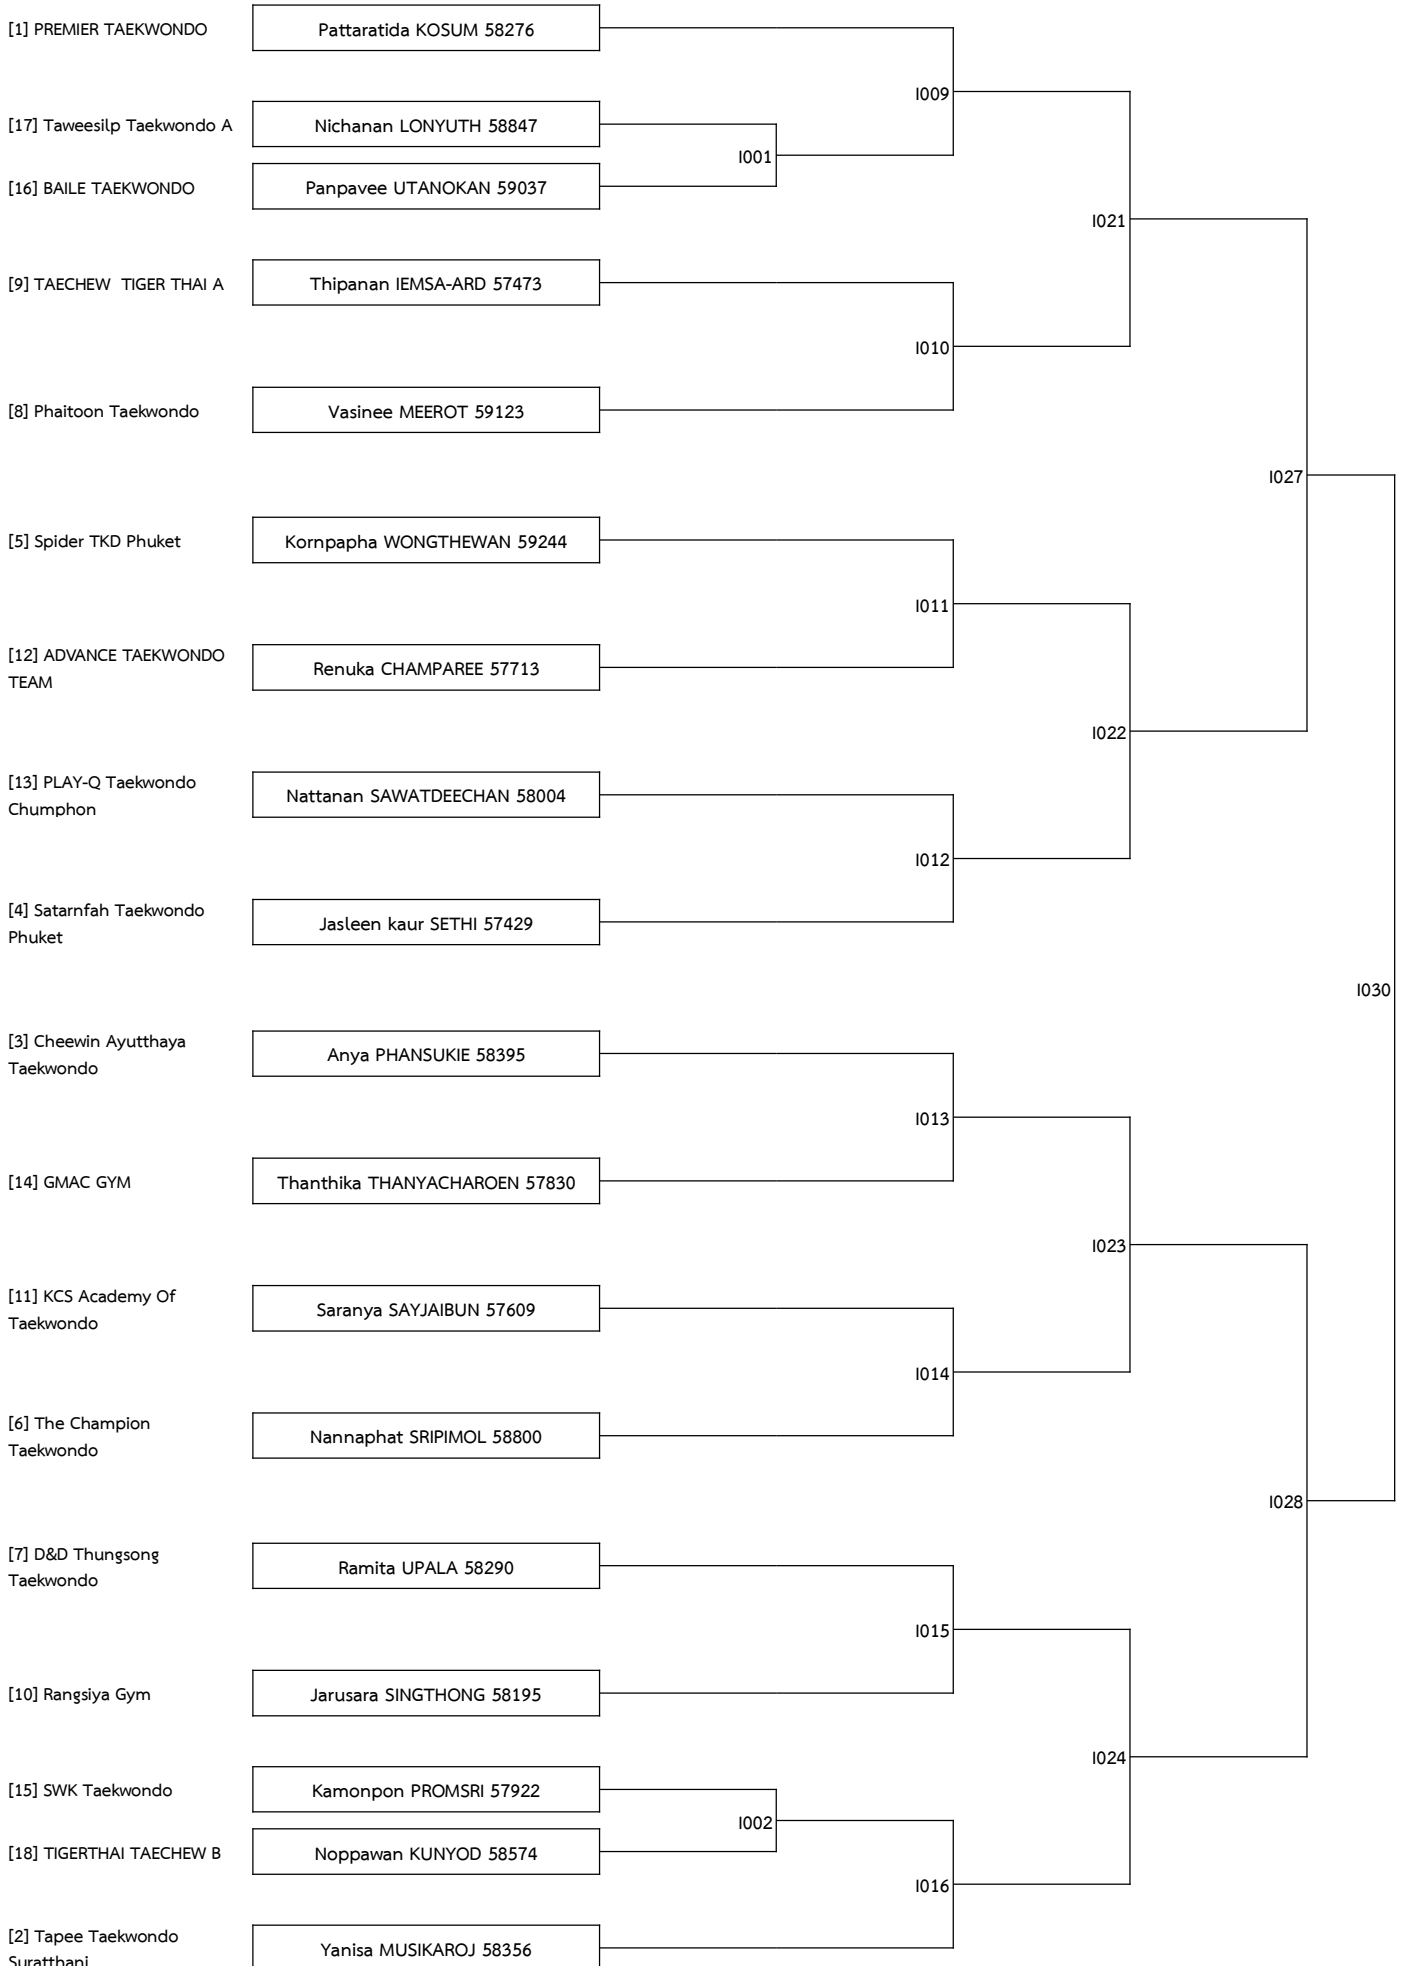 [1] PREMIER TAEKWONDO
Pattaratida KOSUM 58276
I009
[17] Taweesilp Taekwondo A
Nichanan LONYUTH 58847
I001
[16] BAILE TAEKWONDO
Panpavee UTANOKAN 59037
I021
[9] TAECHEW  TIGER THAI A
Thipanan IEMSA-ARD 57473
I010
[8] Phaitoon Taekwondo
Vasinee MEEROT 59123
I027
[5] Spider TKD Phuket
Kornpapha WONGTHEWAN 59244
I011
[12] ADVANCE TAEKWONDO
TEAM
Renuka CHAMPAREE 57713
I022
[13] PLAY-Q Taekwondo
Chumphon
Nattanan SAWATDEECHAN 58004
I012
[4] Satarnfah Taekwondo
Phuket
Jasleen kaur SETHI 57429
I030
[3] Cheewin Ayutthaya
Taekwondo
Anya PHANSUKIE 58395
I013
[14] GMAC GYM
Thanthika THANYACHAROEN 57830
I023
[11] KCS Academy Of
Taekwondo
Saranya SAYJAIBUN 57609
I014
[6] The Champion
Taekwondo
Nannaphat SRIPIMOL 58800
I028
[7] D&D Thungsong
Taekwondo
Ramita UPALA 58290
I015
[10] Rangsiya Gym
Jarusara SINGTHONG 58195
I024
[15] SWK Taekwondo
Kamonpon PROMSRI 57922
I002
[18] TIGERTHAI TAECHEW B
Noppawan KUNYOD 58574
I016
[2] Tapee Taekwondo
Suratthani
Yanisa MUSIKAROJ 58356